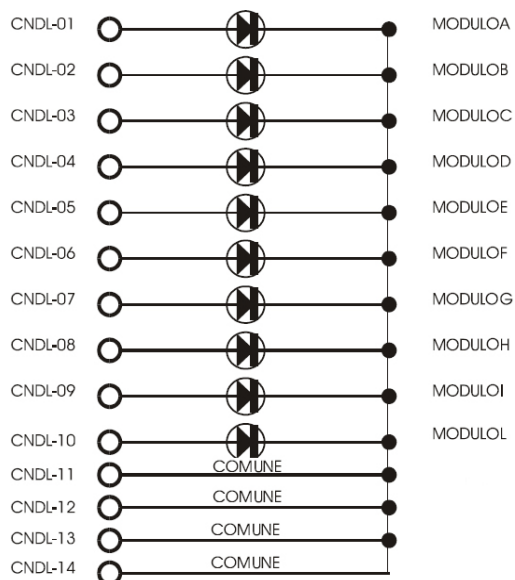 CNDL-01 MODULOA
CNDL-02 MODULOB
CNDL-03 MODULOC
CNDL-04 MODULOD
CNDL-05 MODULOE
CNDL-06 MODULOF
CNDL-07 MODULOG
CNDL-08 MODULOH
CNDL-09 MODULOI
CNDL-10 MODULOL
CNDL-11 COMUNE
CNDL-12 COMUNE
CNDL-13 COMUNE
CNDL-14 COMUNE